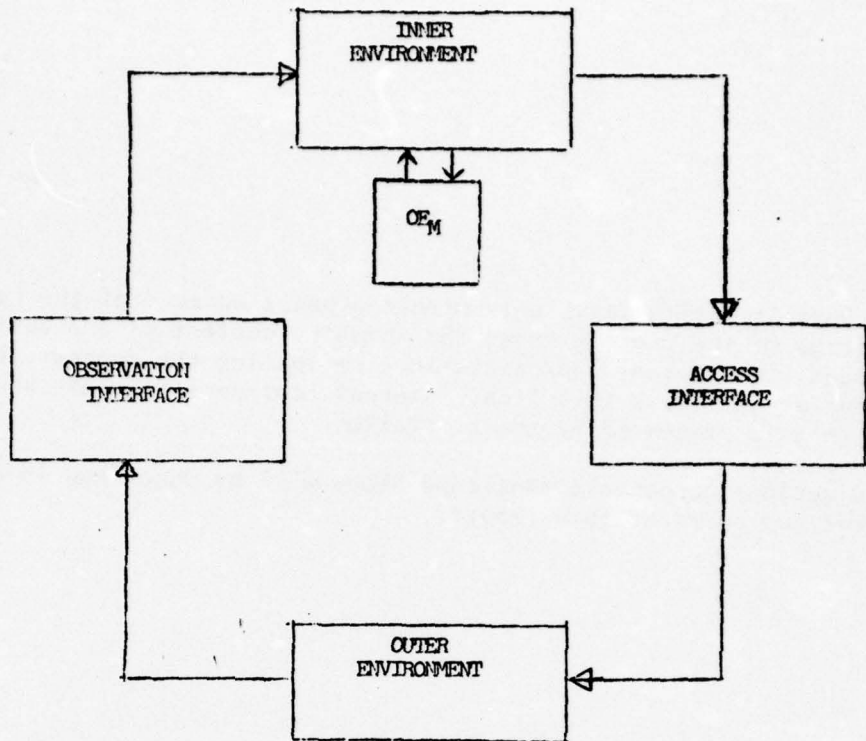 INNER
ENVIRONMENT
OE_M
OBSERVATION
INTERFACE
ACCESS
INTERFACE
OUTER
ENVIRONMENT